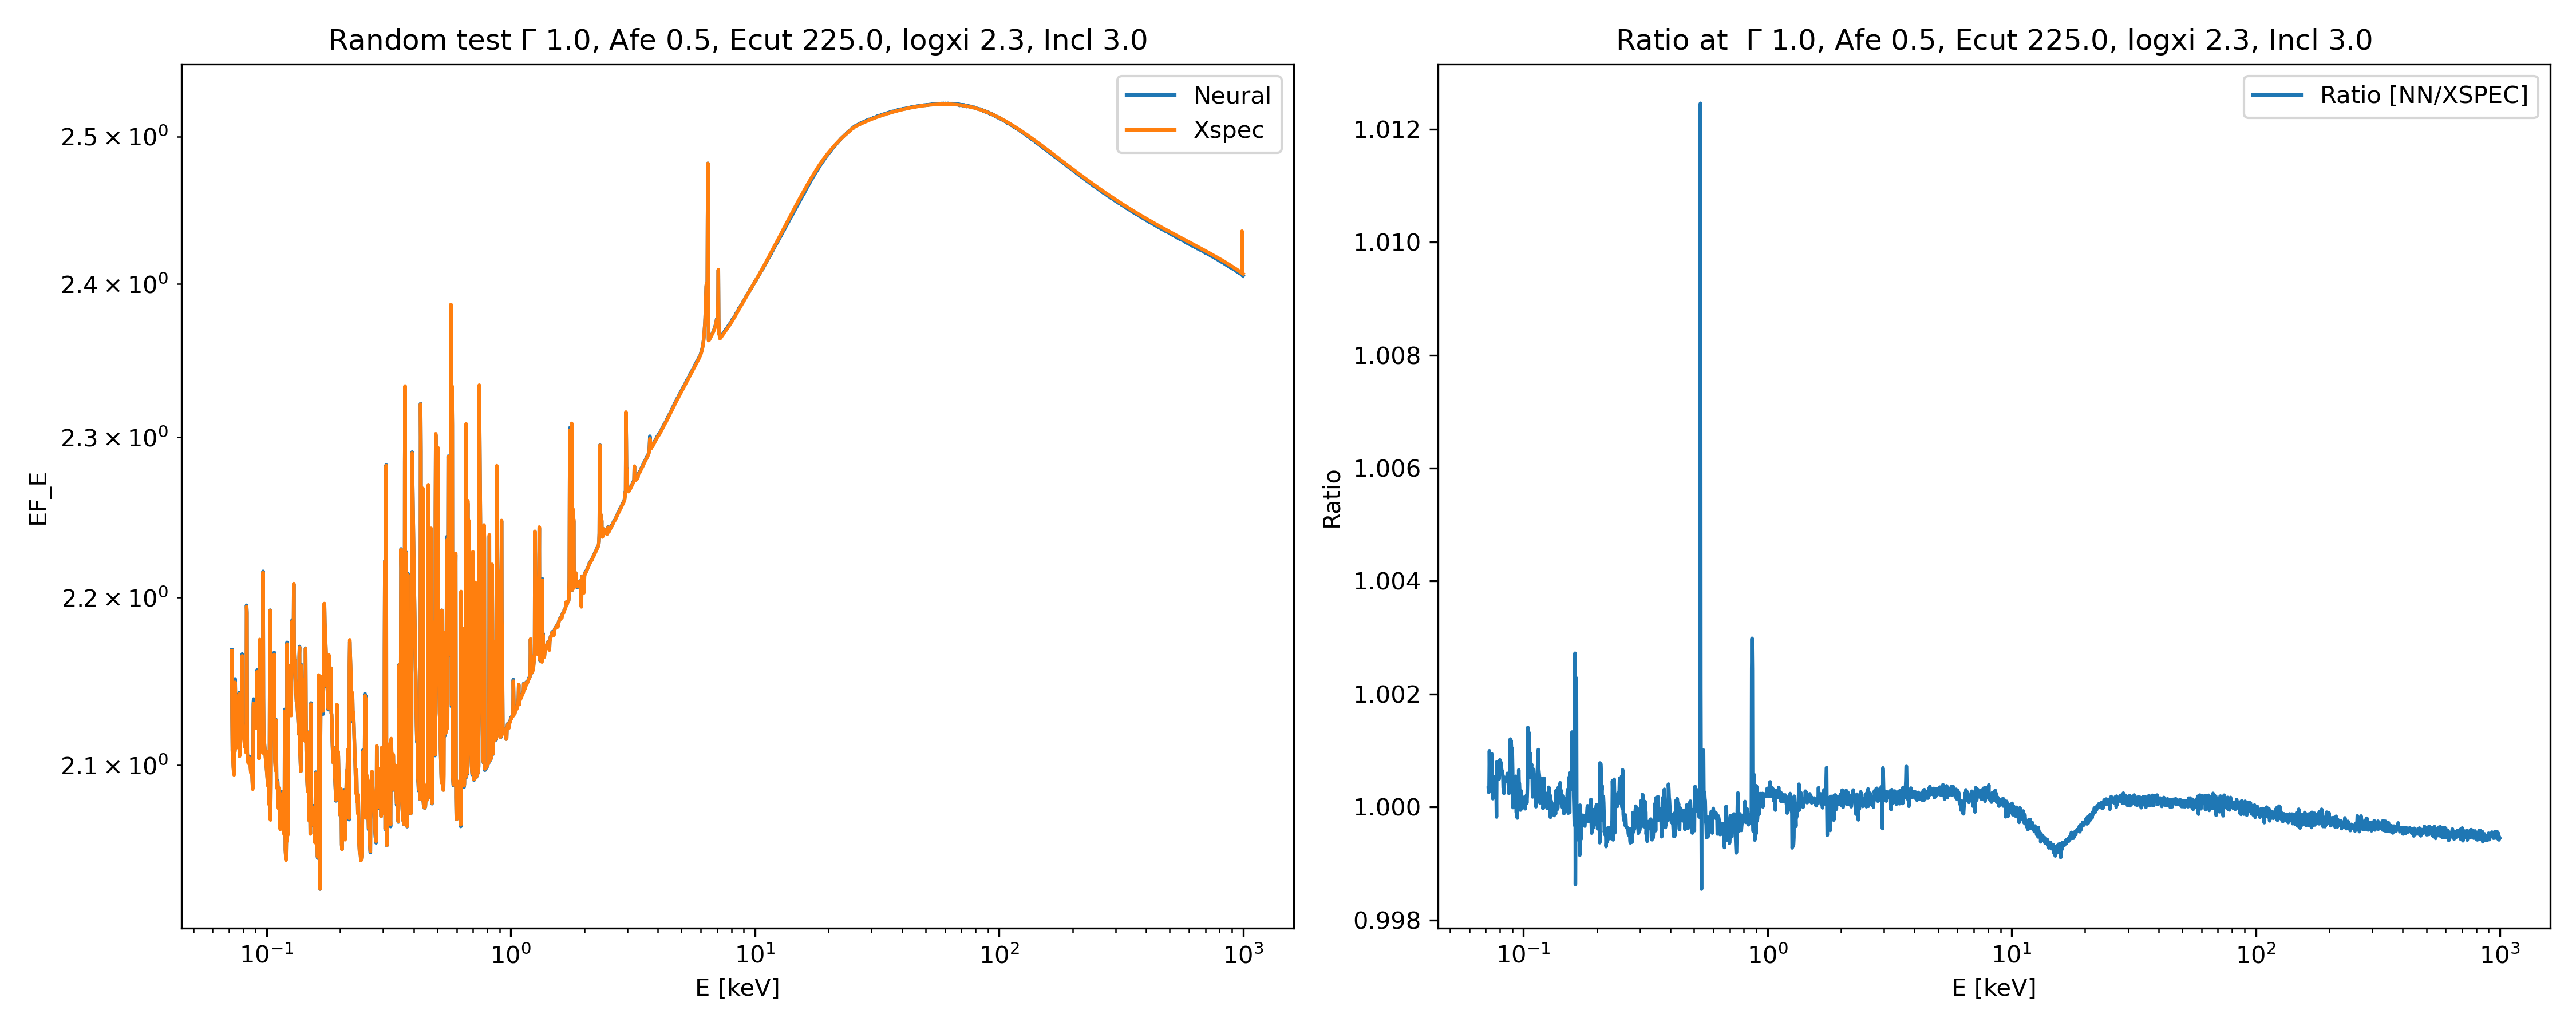 Random test Γ 1.0, Afe 0.5, Ecut 225.0, logxi 2.3, Incl 3.0
Neural
Xspec
2.5 × 10⁰
2.4 × 10⁰
2.3 × 10⁰
2.2 × 10⁰
2.1 × 10⁰
EF_E
10⁻¹ 10⁰ 10¹ 10² 10³
E [keV]
Ratio at Γ 1.0, Afe 0.5, Ecut 225.0, logxi 2.3, Incl 3.0
Ratio [NN/XSPEC]
1.012
1.010
1.008
1.006
1.004
1.002
1.000
0.998
Ratio
10⁻¹ 10⁰ 10¹ 10² 10³
E [keV]